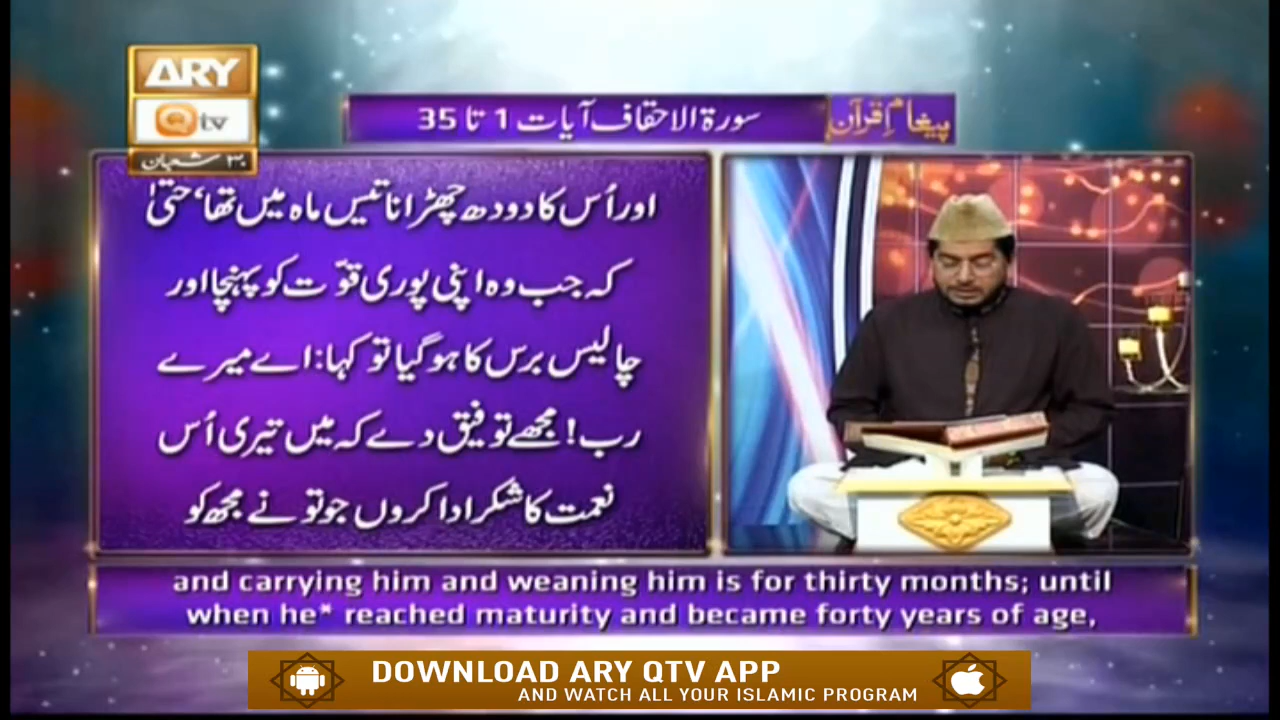 ARY
Qtv
۳۰ شعبان
سورۃ الاحقاف آیات 1 تا 35
پیغامِ قرآن
اور اُس کا دودھ چھڑانا تیس ماہ میں تھا‘ حتیٰ
کہ جب وہ اپنی پوری قوّت کو پہنچا اور
چالیس برس کا ہو گیا تو کہا: اے میرے
رب! مجھے توفیق دے کہ میں تیری اُس
نعمت کا شکر ادا کروں جو تو نے مجھ کو
and carrying him and weaning him is for thirty months; until
when he* reached maturity and became forty years of age,
DOWNLOAD ARY QTV APP
AND WATCH ALL YOUR ISLAMIC PROGRAM